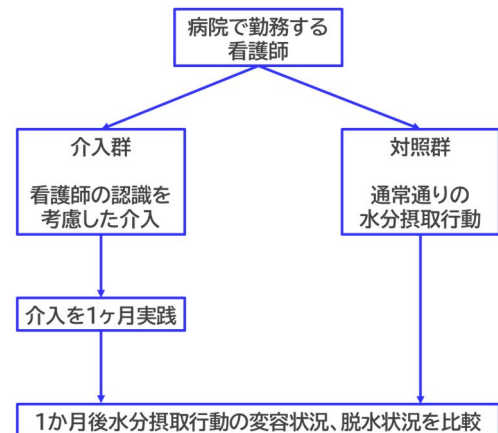 病院で勤務する
看護師
介入群
看護師の認識を
考慮した介入
対照群
通常通りの
水分摂取行動
介入を1ヶ月実践
1か月後水分摂取行動の変容状況、脱水状況を比較